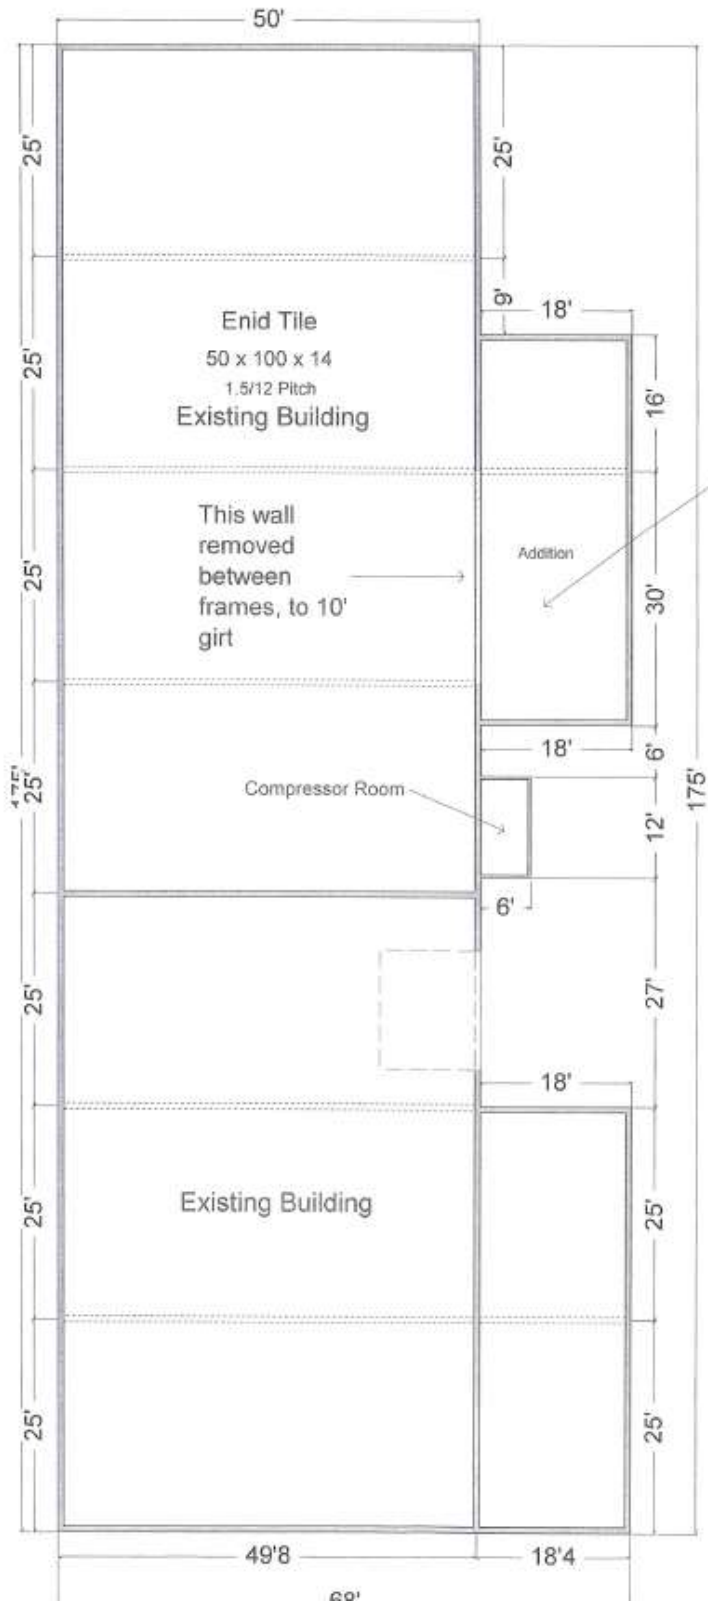 50'
25'
25'
25'
9'
18'
Enid Tile
50 x 100 x 14
1.5/12 Pitch
Existing Building
16'
This wall
removed
between
frames, to 10'
girt
Addition
25'
30'
18'
6'
25'
Compressor Room
175'
12'
6'
25'
27'
18'
Existing Building
25'
25'
25'
25'
49'8
18'4
68'